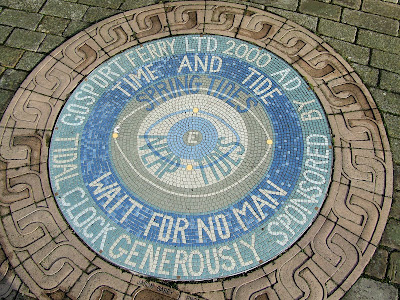 TIDAL CLOCK GENEROUSLY SPONSORED BY GOSPORT FERRY LTD 2000 AD
TIME AND TIDE
WAIT FOR NO MAN
SPRING TIDES
NEAP TIDES